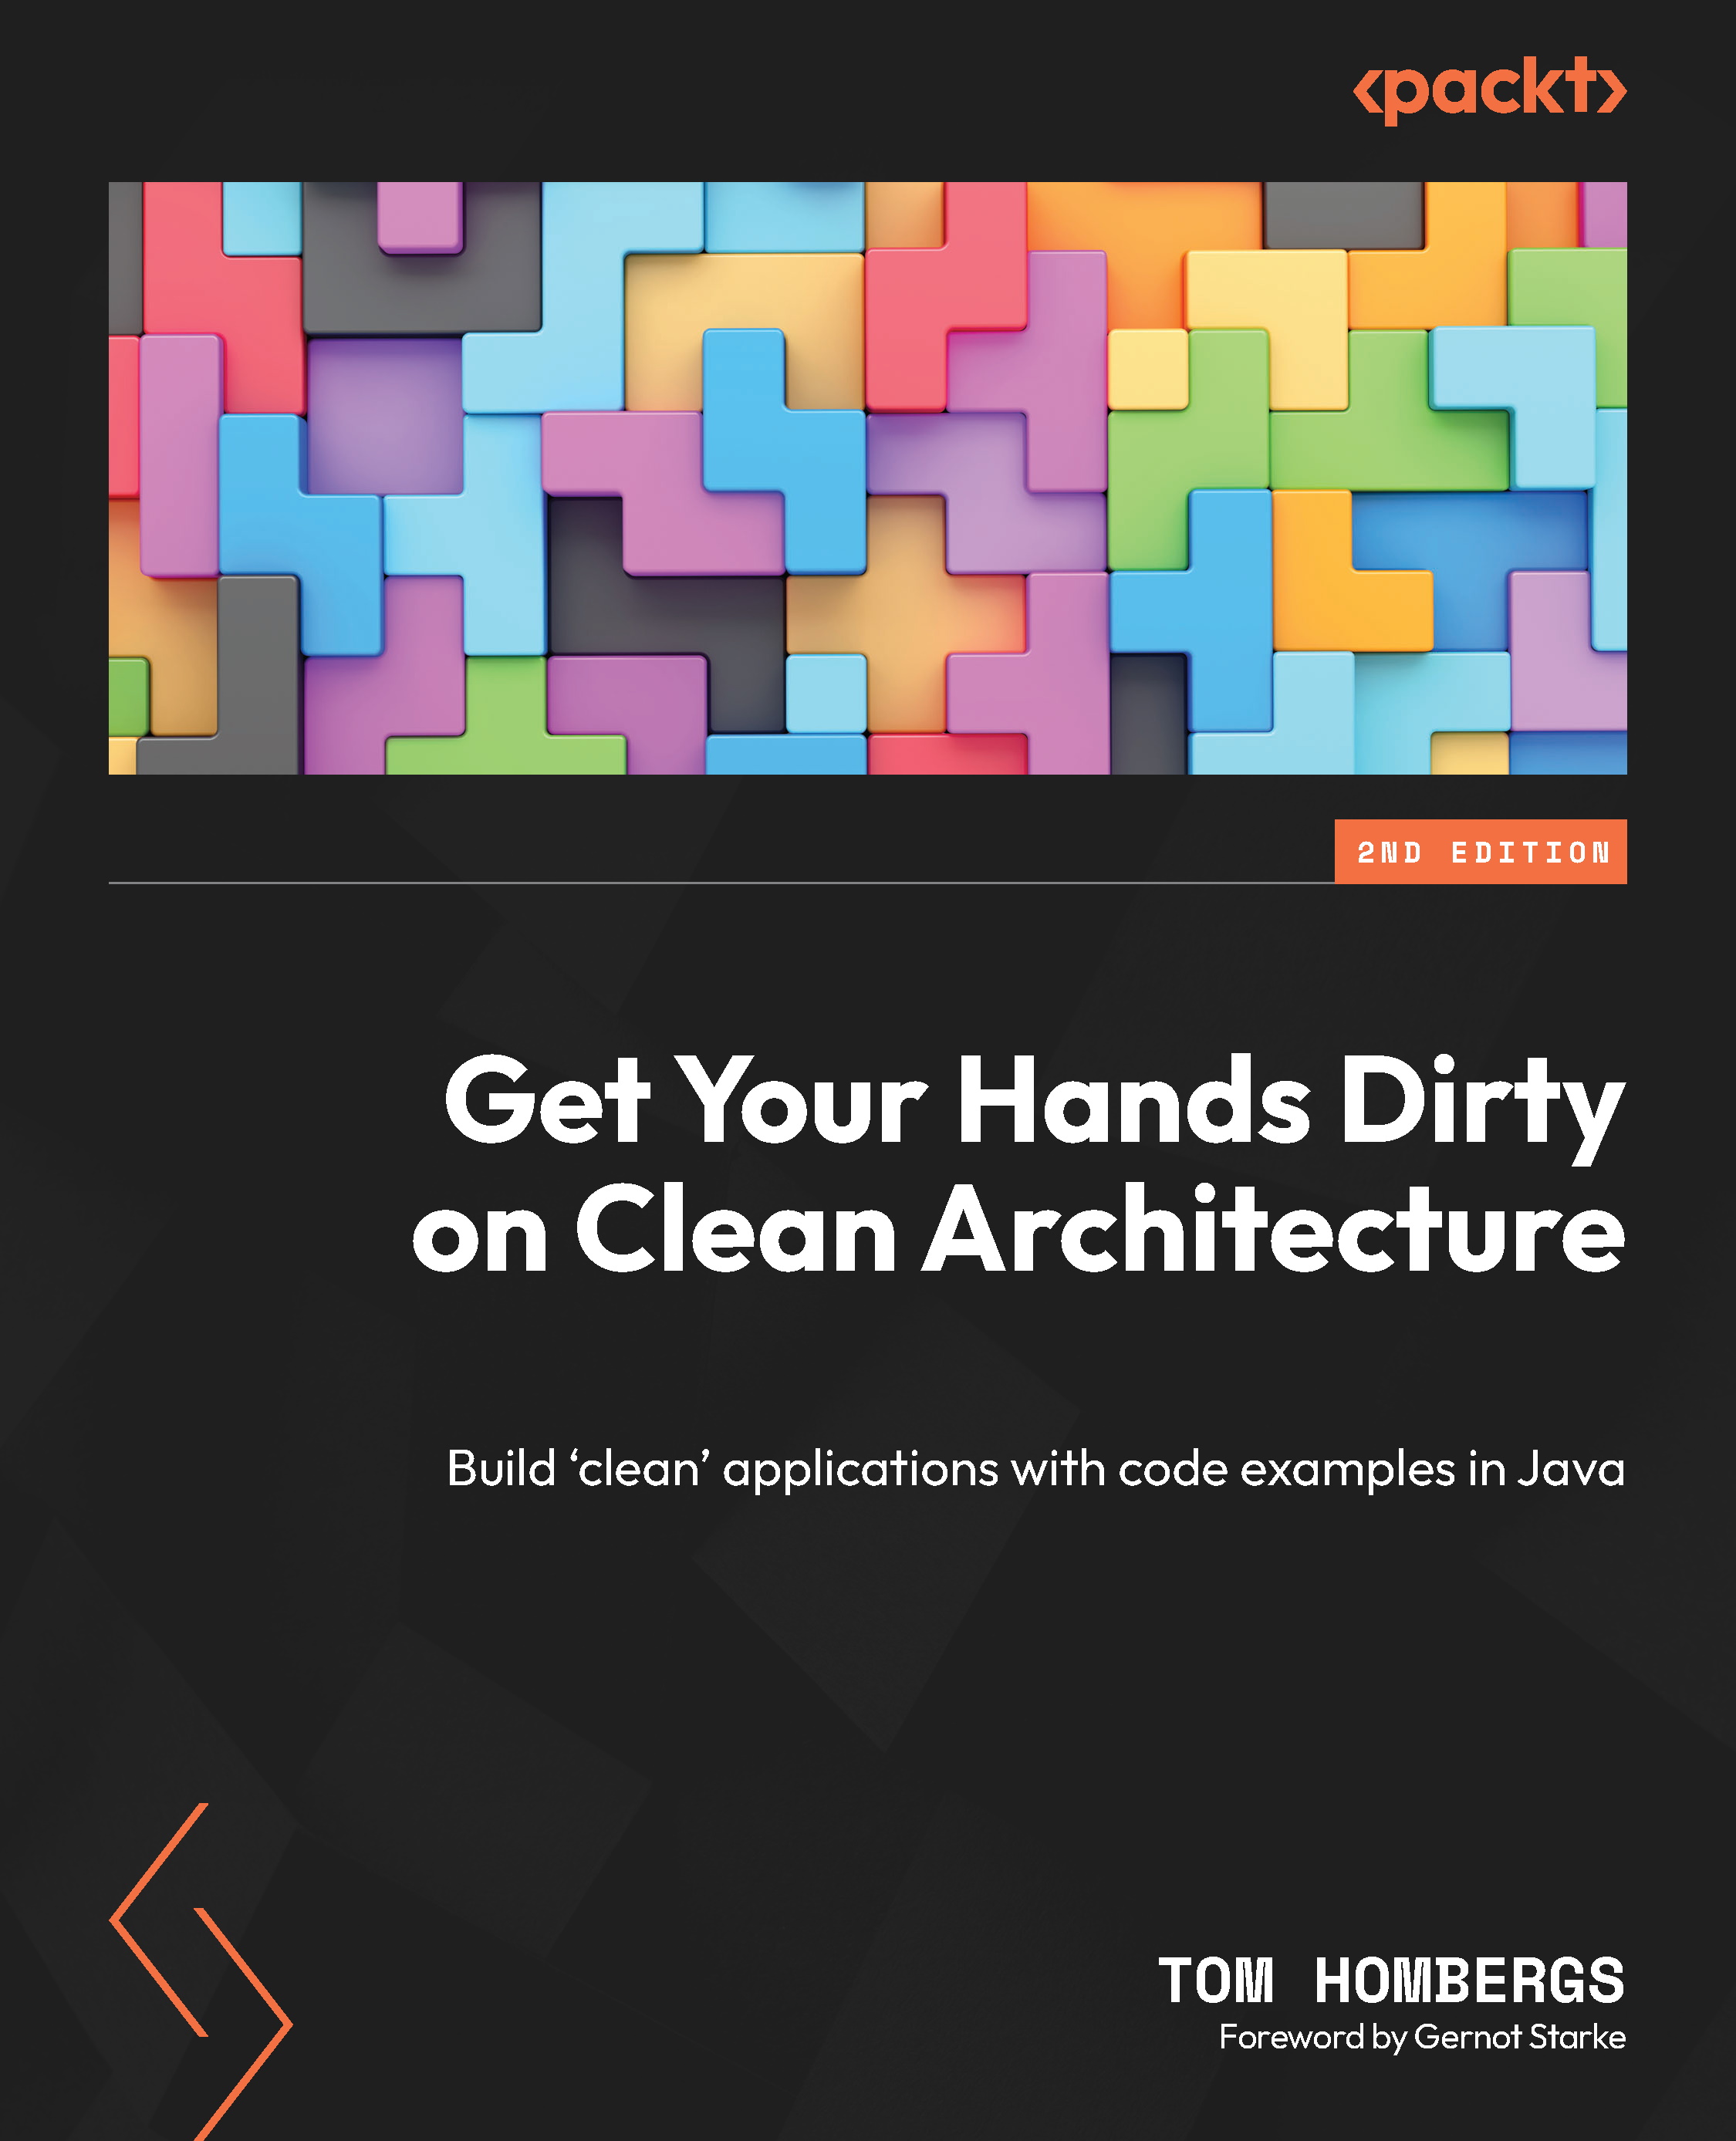 <packt>
2ND EDITION
Get Your Hands Dirty
on Clean Architecture
Build ‘clean’ applications with code examples in Java
TOM HOMBERGS
Foreword by Gernot Starke